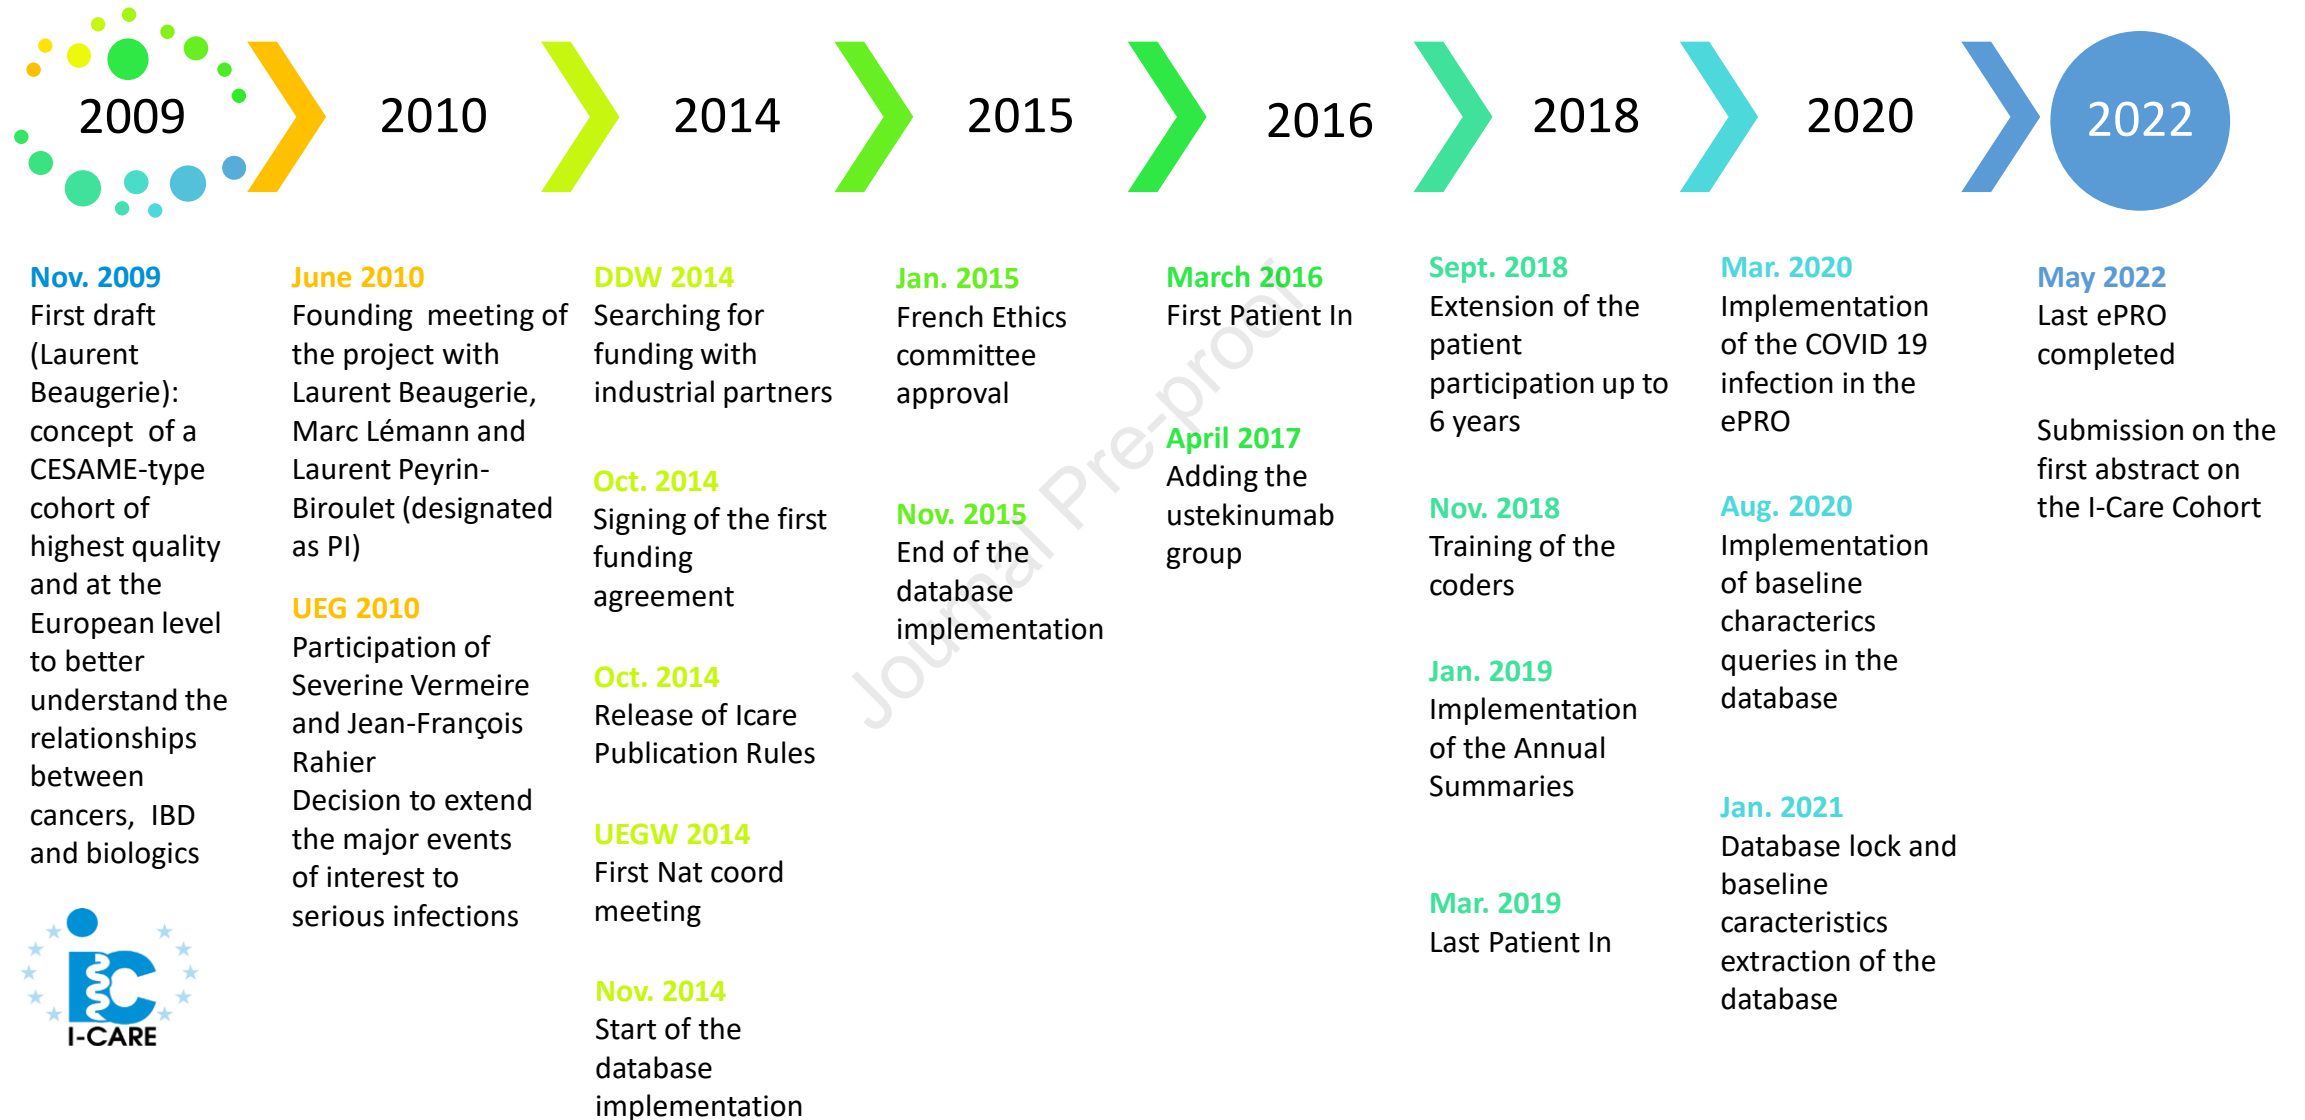 2009
2010
2014
2015
2016
2018
2020
2022
Nov. 2009
First draft
(Laurent
Beaugerie):
concept of a
CESAME-type
cohort of
highest quality
and at the
European level
to better
understand the
relationships
between
cancers, IBD
and biologics
I-CARE
June 2010
Founding meeting of
the project with
Laurent Beaugerie,
Marc Lémann and
Laurent Peyrin-
Biroulet (designated
as PI)
UEG 2010
Participation of
Severine Vermeire
and Jean-François
Rahier
Decision to extend
the major events
of interest to
serious infections
DDW 2014
Searching for
funding with
industrial partners
Oct. 2014
Signing of the first
funding
agreement
Oct. 2014
Release of Icare
Publication Rules
UEGW 2014
First Nat coord
meeting
Nov. 2014
Start of the
database
implementation
Jan. 2015
French Ethics
committee
approval
Nov. 2015
End of the
database
implementation
March 2016
First Patient In
April 2017
Adding the
ustekinumab
group
Sept. 2018
Extension of the
patient
participation up to
6 years
Nov. 2018
Training of the
coders
Jan. 2019
Implementation
of the Annual
Summaries
Mar. 2019
Last Patient In
Mar. 2020
Implementation
of the COVID 19
infection in the
ePRO
Aug. 2020
Implementation
of baseline
characterics
queries in the
database
Jan. 2021
Database lock and
baseline
caracteristics
extraction of the
database
May 2022
Last ePRO
completed
Submission on the
first abstract on
the I-Care Cohort
Journal Pre-proof